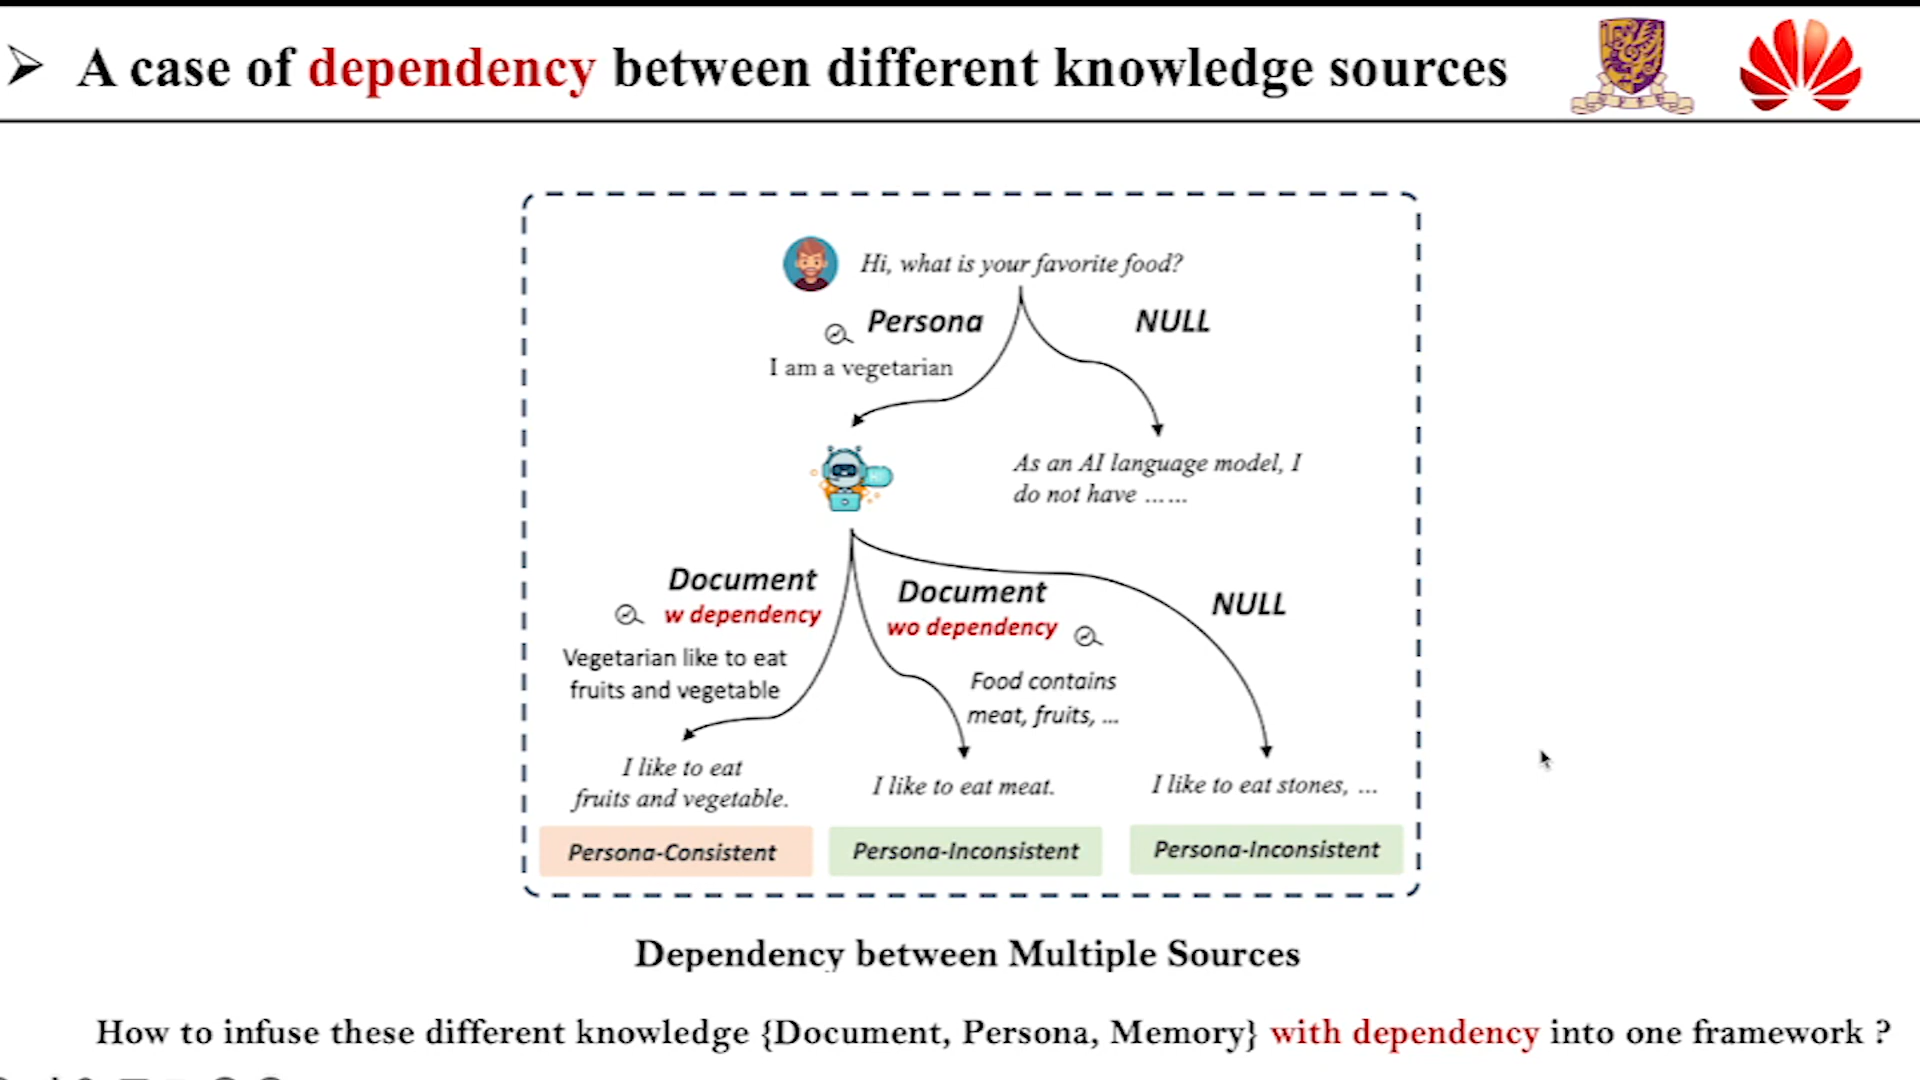 A case of dependency between different knowledge sources
Hi, what is your favorite food?
Persona
NULL
I am a vegetarian
As an AI language model, I
do not have ……
Document
w dependency
Vegetarian like to eat
fruits and vegetable
Document
wo dependency
Food contains
meat, fruits, ...
NULL
I like to eat
fruits and vegetable.
I like to eat meat.
I like to eat stones, ...
Persona-Consistent
Persona-Inconsistent
Persona-Inconsistent
Dependency between Multiple Sources
How to infuse these different knowledge {Document, Persona, Memory} with dependency into one framework ?